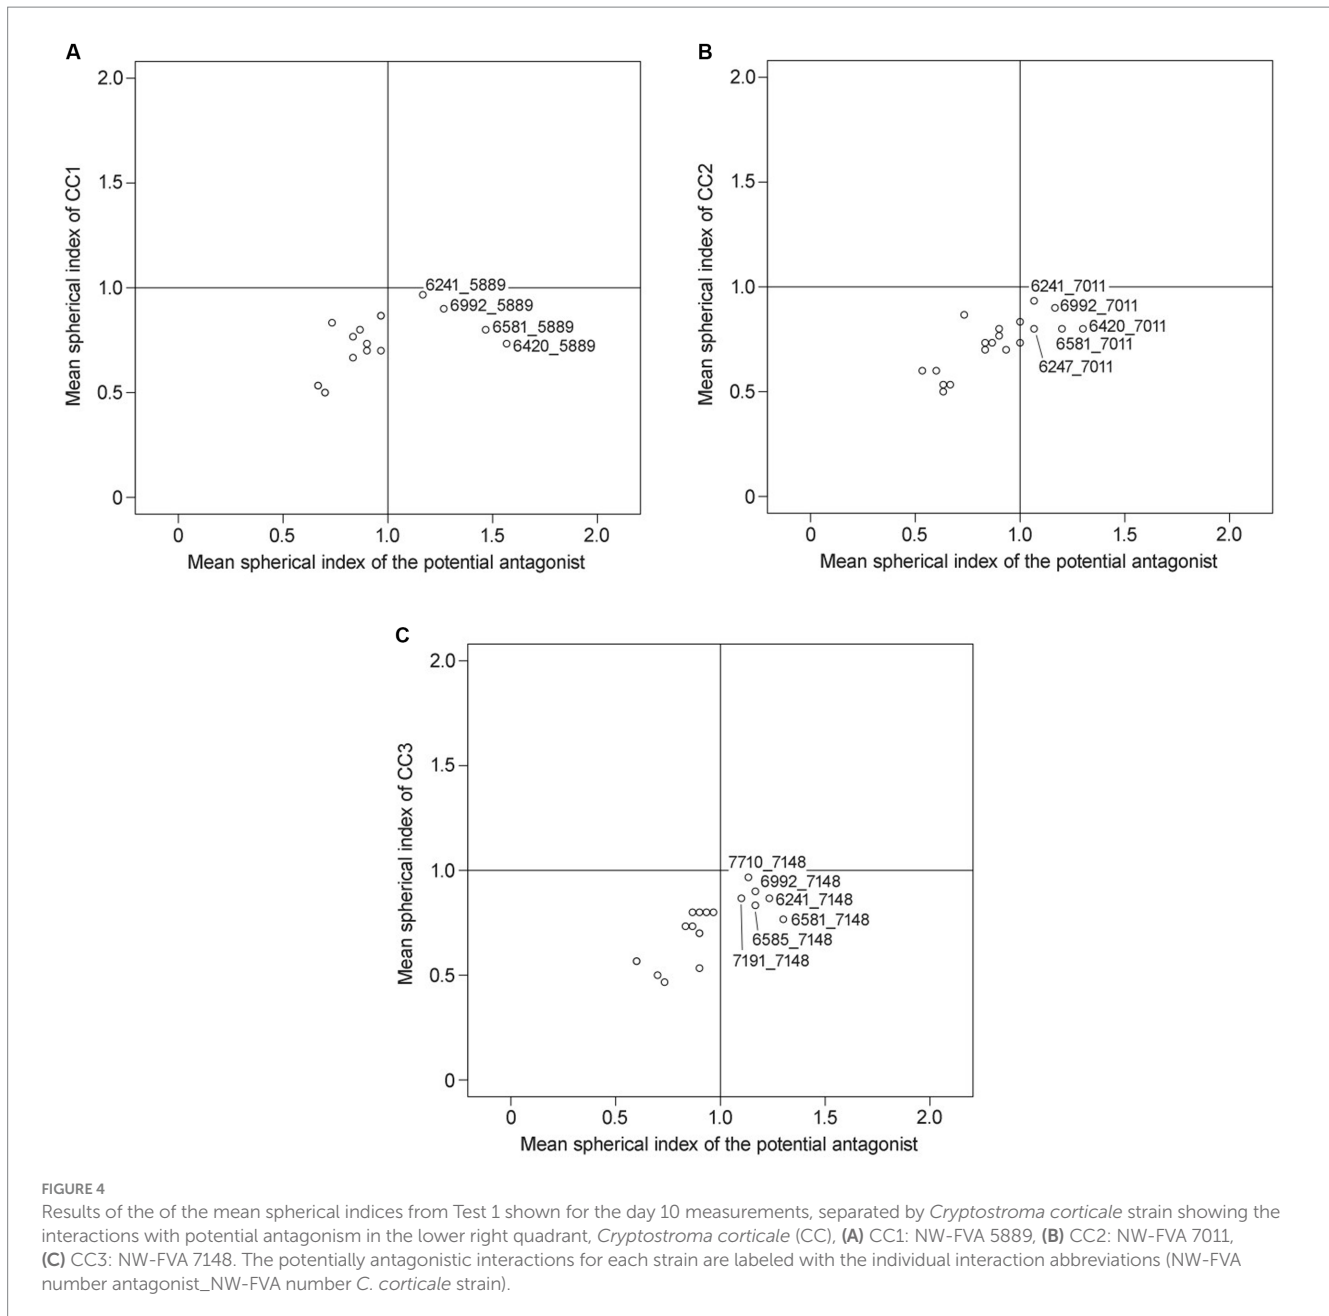 A
2.0
1.5
1.0
0.5
0
Mean spherical index of CC1
6241_5889
6992_5889
6581_5889
6420_5889
0 0.5 1.0 1.5 2.0
Mean spherical index of the potential antagonist
B
2.0
1.5
1.0
0.5
0
Mean spherical index of CC2
6241_7011
6992_7011
6420_7011
6581_7011
6247_7011
0 0.5 1.0 1.5 2.0
Mean spherical index of the potential antagonist
C
2.0
1.5
1.0
0.5
0
Mean spherical index of CC3
7710_7148
6992_7148
6241_7148
6581_7148
6585_7148
7191_7148
0 0.5 1.0 1.5 2.0
Mean spherical index of the potential antagonist
FIGURE 4
Results of the of the mean spherical indices from Test 1 shown for the day 10 measurements, separated by Cryptostroma corticale strain showing the
interactions with potential antagonism in the lower right quadrant, Cryptostroma corticale (CC), (A) CC1: NW-FVA 5889, (B) CC2: NW-FVA 7011,
(C) CC3: NW-FVA 7148. The potentially antagonistic interactions for each strain are labeled with the individual interaction abbreviations (NW-FVA
number antagonist_NW-FVA number C. corticale strain).